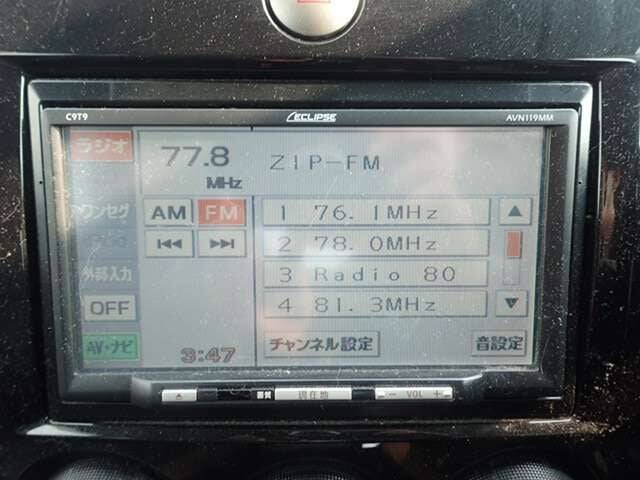 C9T9 ECLIPSE AVN119MM
ラジオ 77.8 MHz ZIP-FM
ワンセグ AM FM 1 76.1MHz ▲
⏮ ⏭ 2 78.0MHz
外部入力 3 Radio 80
OFF 4 81.3MHz ▼
AV・ナビ 3:47 チャンネル設定 音設定
▲ 画質 現在地 - VOL +